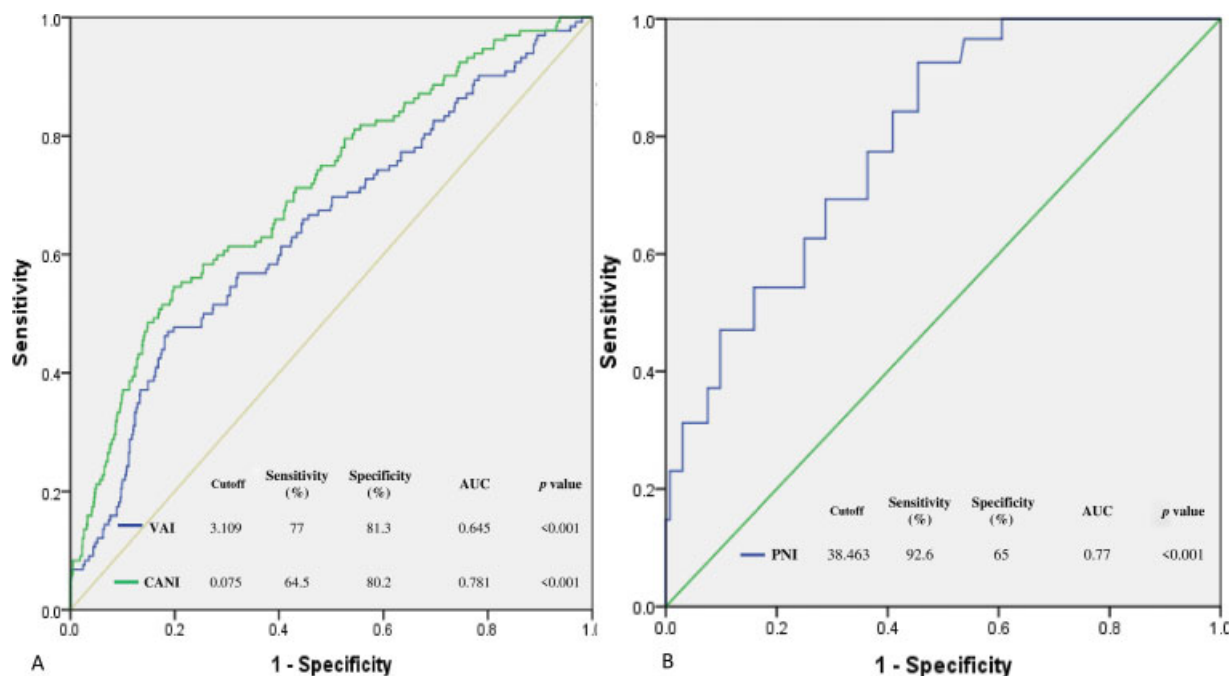 1.0
0.8
0.6
0.4
0.2
0.0
Sensitivity
Cutoff Sensitivity (%) Specificity (%) AUC p value
VAI 3.109 77 81.3 0.645 <0.001
CANI 0.075 64.5 80.2 0.781 <0.001
0.0 0.2 0.4 0.6 0.8 1.0
1 - Specificity
A
1.0
0.8
0.6
0.4
0.2
0.0
Sensitivity
Cutoff Sensitivity (%) Specificity (%) AUC p value
PNI 38.463 92.6 65 0.77 <0.001
0.0 0.2 0.4 0.6 0.8 1.0
1 - Specificity
B